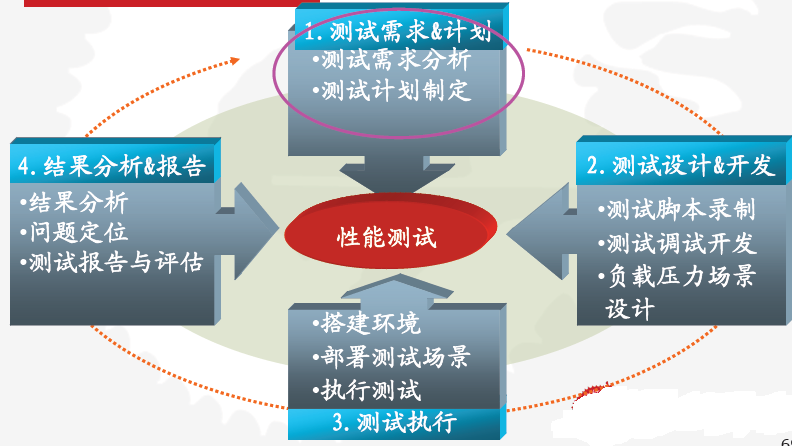 1.测试需求&计划
•测试需求分析
•测试计划制定
4.结果分析&报告
•结果分析
•问题定位
•测试报告与评估
2.测试设计&开发
•测试脚本录制
•测试调试开发
•负载压力场景
设计
性能测试
•搭建环境
•部署测试场景
•执行测试
3.测试执行